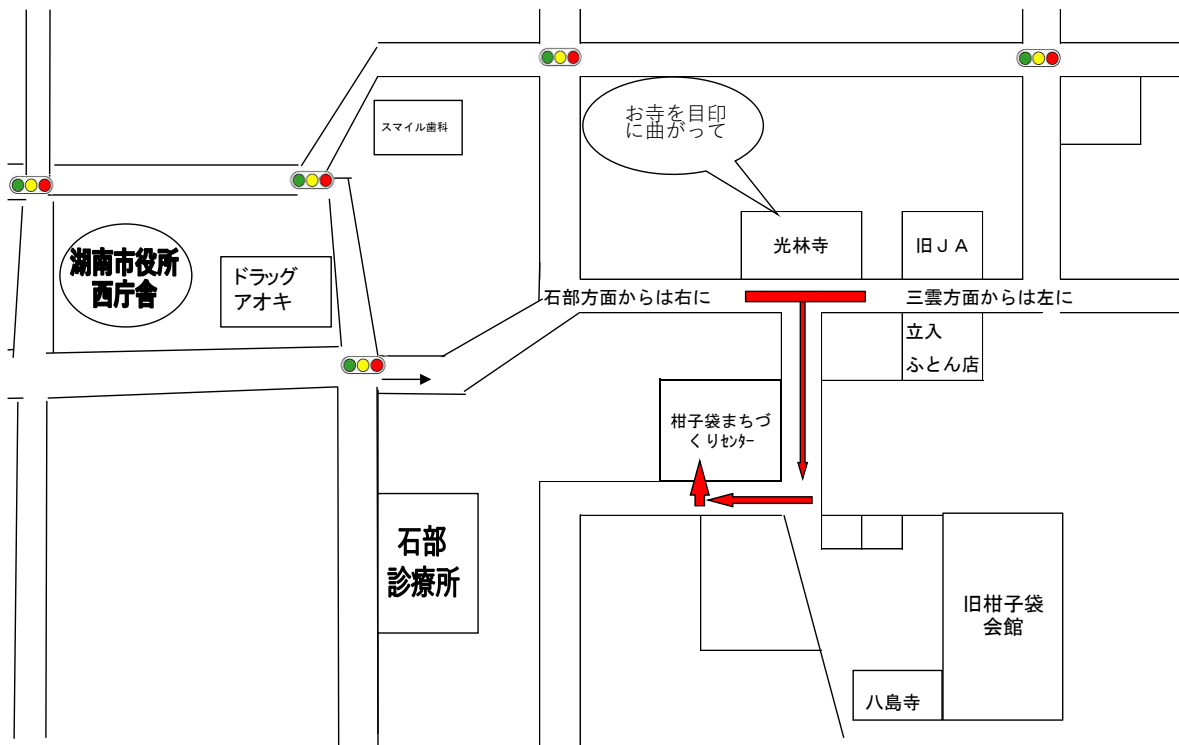 スマイル歯科
お寺を目印
に曲がって
湖南市役所
西庁舎
ドラッグ
アオキ
光林寺
旧ＪＡ
石部方面からは右に
三雲方面からは左に
立入
ふとん店
柑子袋まちづ
くりｾﾝﾀｰ
石部
診療所
旧柑子袋
会館
八島寺